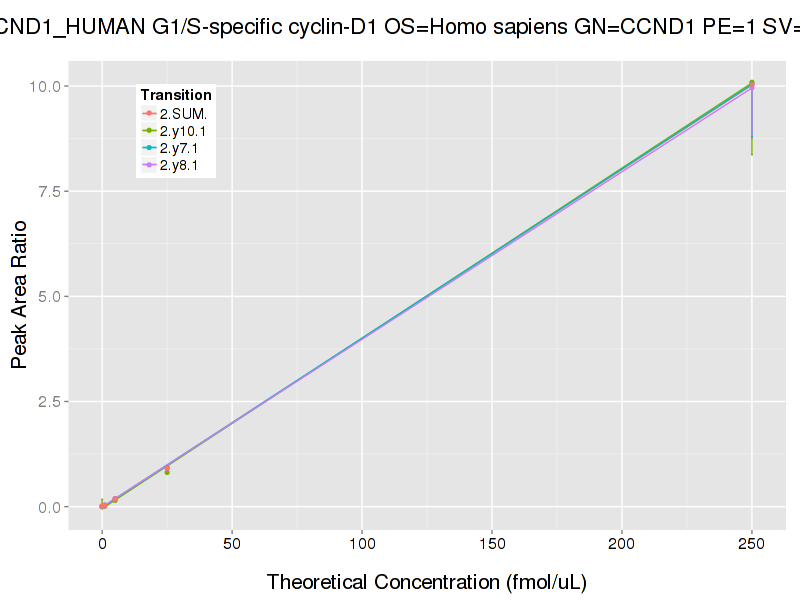 CND1_HUMAN G1/S-specific cyclin-D1 OS=Homo sapiens GN=CCND1 PE=1 SV=
10.0
7.5
5.0
2.5
0.0
Peak Area Ratio
Transition
2.SUM.
2.y10.1
2.y7.1
2.y8.1
0 50 100 150 200 250
Theoretical Concentration (fmol/uL)